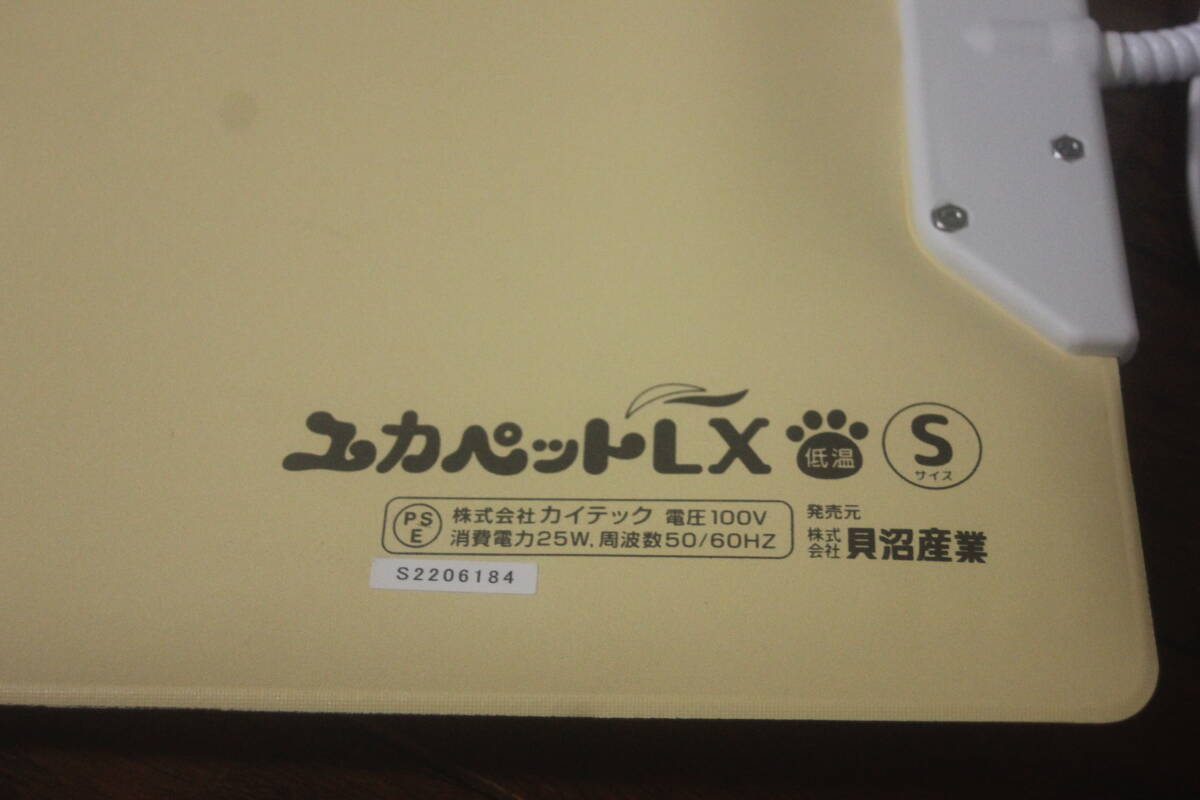 ユカペットLX 低温 S サイズ
PSE 株式会社カイテック 電圧100V
消費電力25W、周波数50/60HZ
発売元
株式会社 貝沼産業
S2206184